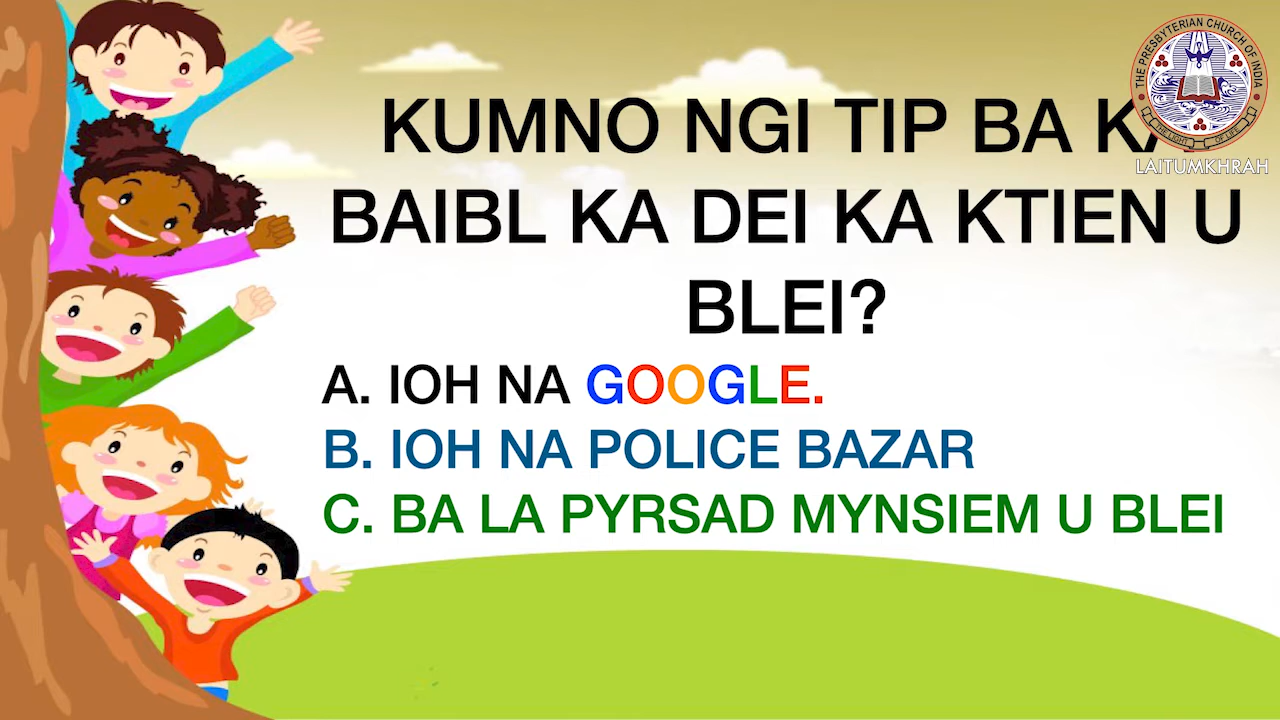 THE PRESBYTERIAN CHURCH OF INDIA
LAITUMKHRAH
KUMNO NGI TIP BA KA
BAIBL KA DEI KA KTIEN U
BLEI?
A. IOH NA GOOGLE.
B. IOH NA POLICE BAZAR
C. BA LA PYRSAD MYNSIEM U BLEI